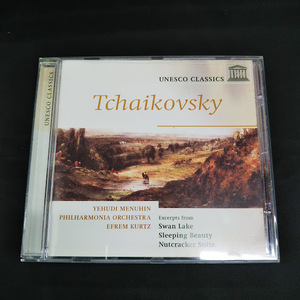 UNESCO CLASSICS
UNESCO CLASSICS
Tchaikovsky
YEHUDI MENUHIN
PHILHARMONIA ORCHESTRA
EFREM KURTZ
Excerpts from
Swan Lake
Sleeping Beauty
Nutcracker Suite